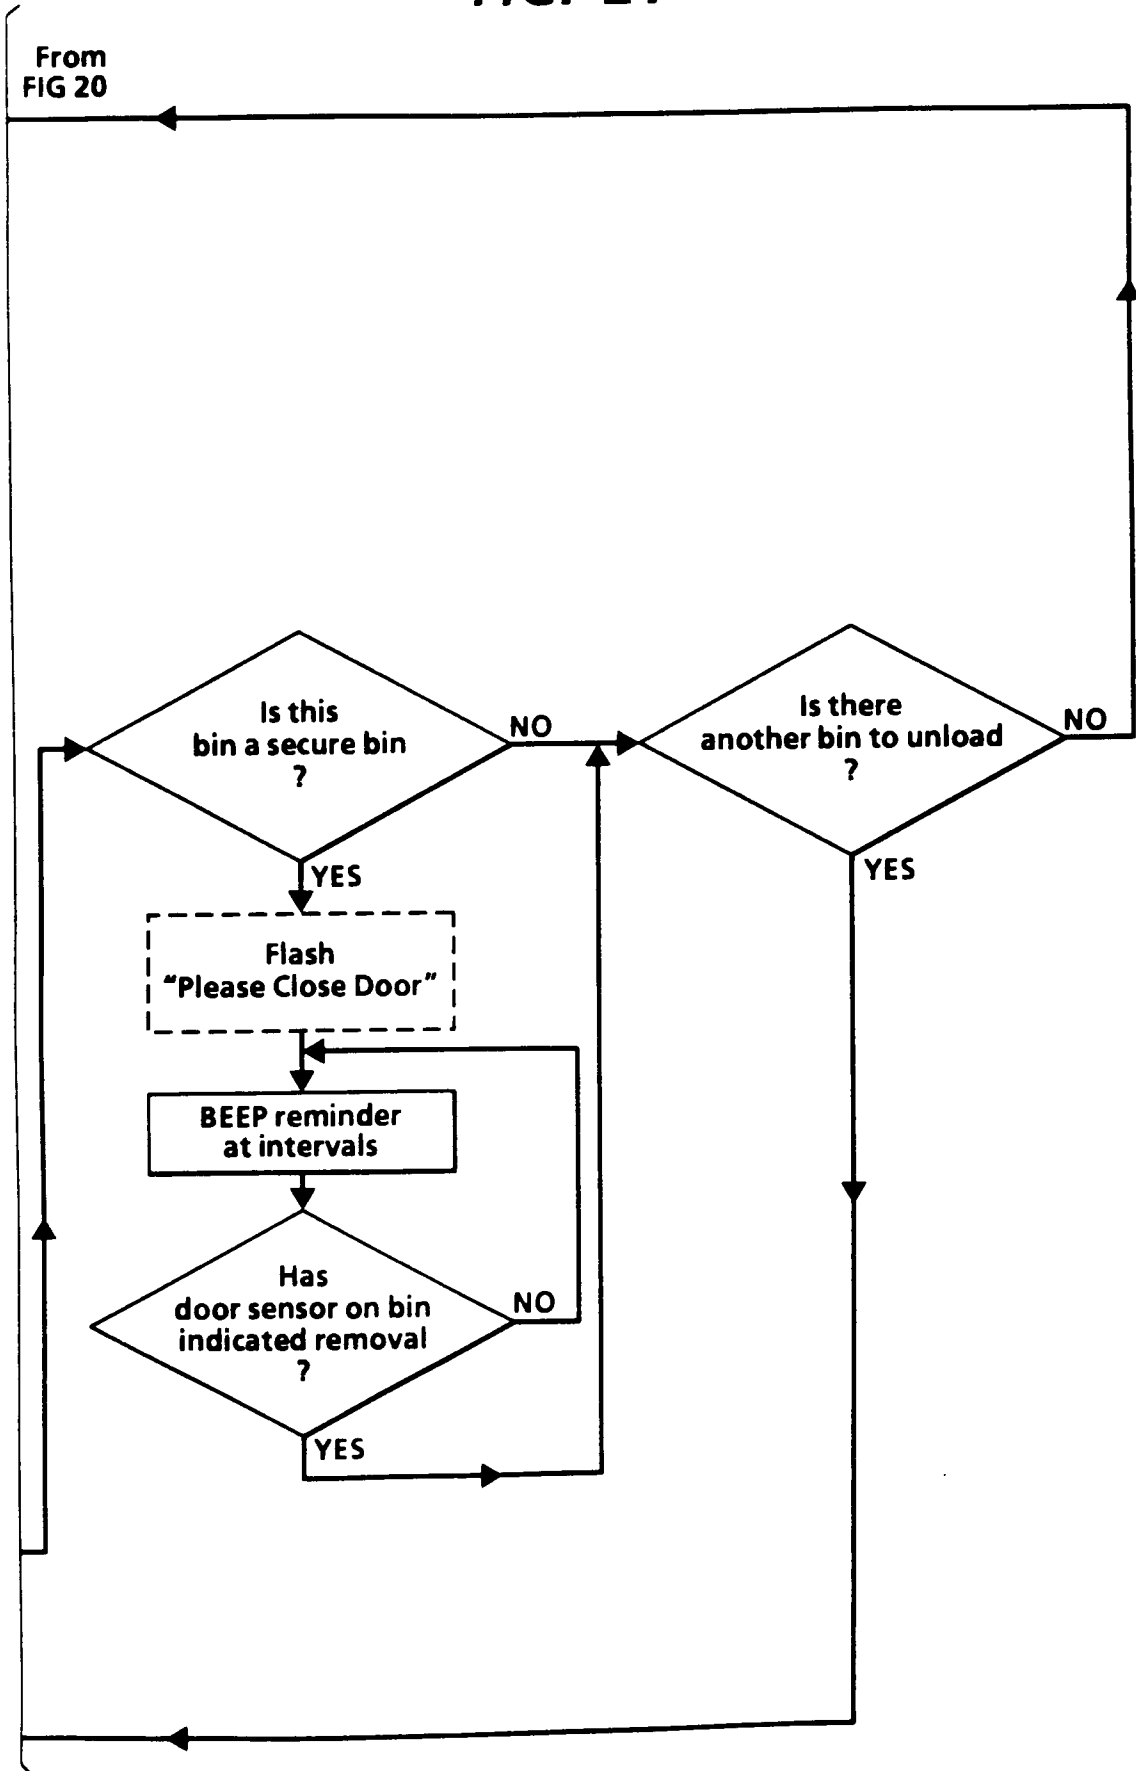 From
FIG 20
Is this
bin a secure bin
?
NO
Is there
another bin to unload
?
NO
YES
YES
Flash
"Please Close Door"
BEEP reminder
at intervals
Has
door sensor on bin
indicated removal
?
NO
YES